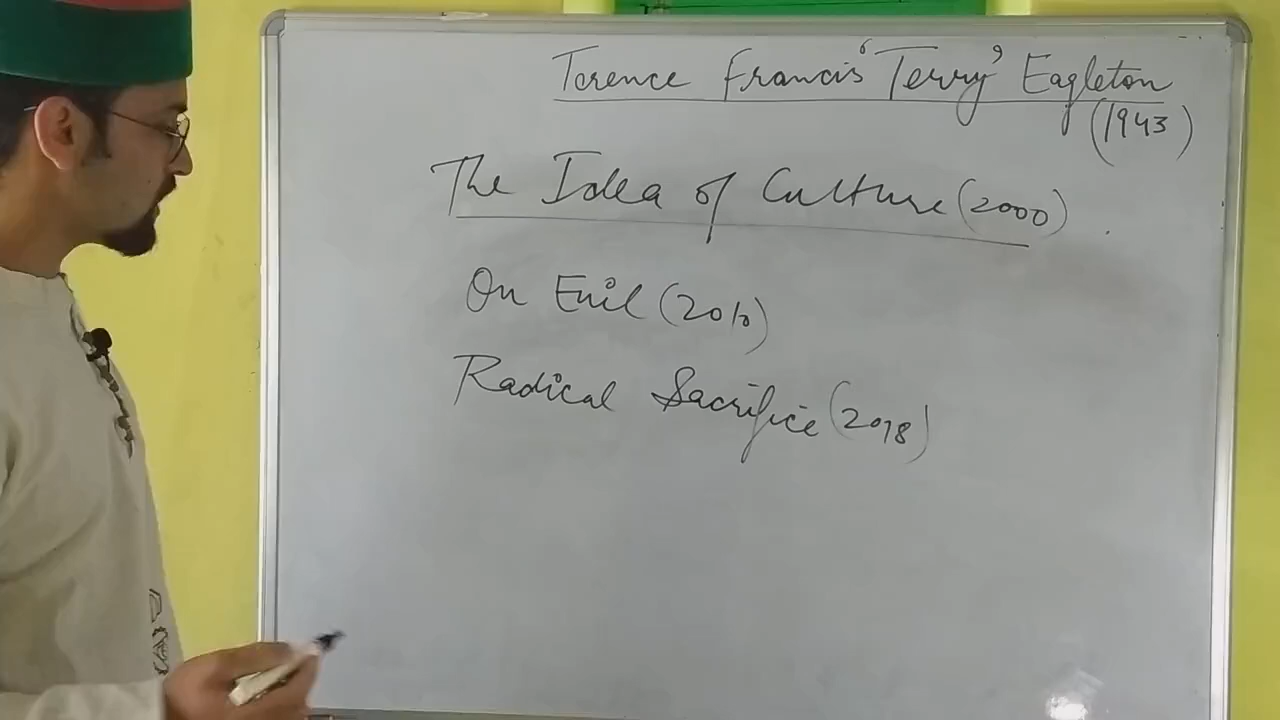 Terence Francis 'Terry' Eagleton
(1943)
The Idea of Culture (2000)
On Evil (2010)
Radical Sacrifice (2018)